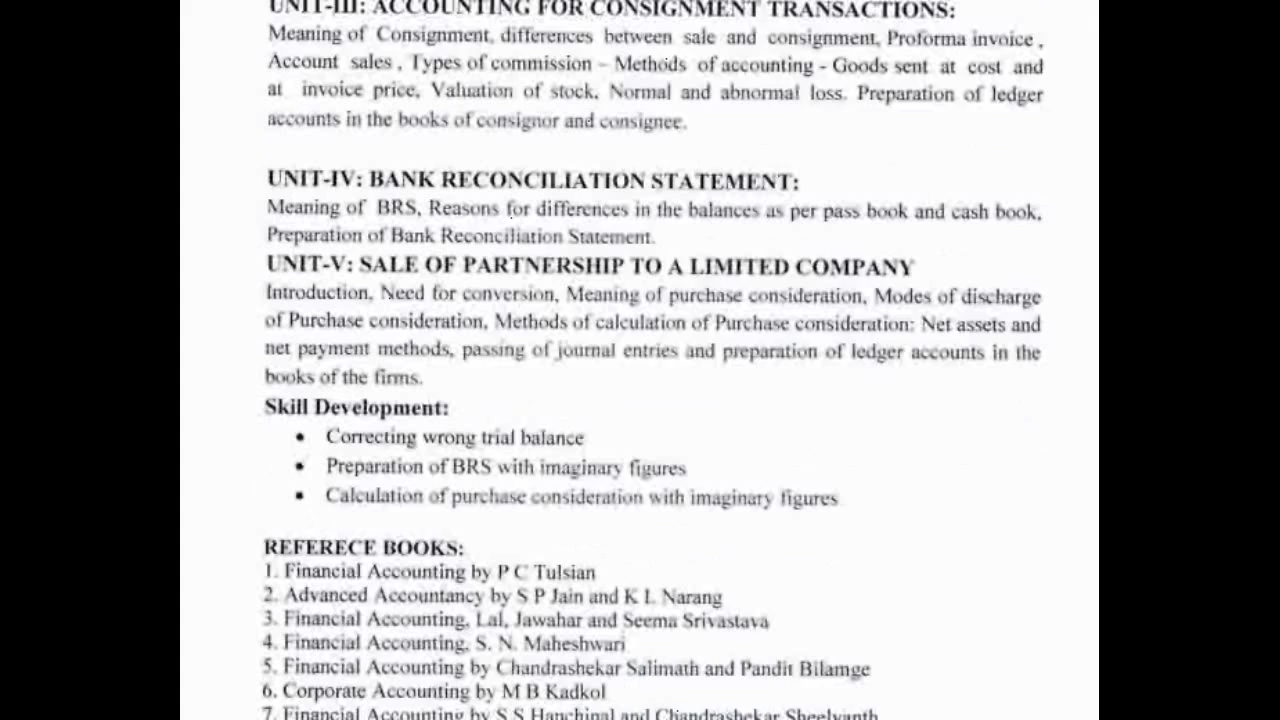 UNIT-III: ACCOUNTING FOR CONSIGNMENT TRANSACTIONS:
Meaning of Consignment, differences between sale and consignment, Proforma invoice ,
Account sales , Types of commission – Methods of accounting - Goods sent at cost and
at invoice price, Valuation of stock. Normal and abnormal loss. Preparation of ledger
accounts in the books of consignor and consignee.
UNIT-IV: BANK RECONCILIATION STATEMENT:
Meaning of BRS, Reasons for differences in the balances as per pass book and cash book,
Preparation of Bank Reconciliation Statement.
UNIT-V: SALE OF PARTNERSHIP TO A LIMITED COMPANY
Introduction, Need for conversion, Meaning of purchase consideration, Modes of discharge
of Purchase consideration, Methods of calculation of Purchase consideration: Net assets and
net payment methods, passing of journal entries and preparation of ledger accounts in the
books of the firms.
Skill Development:
• Correcting wrong trial balance
• Preparation of BRS with imaginary figures
• Calculation of purchase consideration with imaginary figures
REFERECE BOOKS:
1. Financial Accounting by P C Tulsian
2. Advanced Accountancy by S P Jain and K L Narang
3. Financial Accounting, Lal, Jawahar and Seema Srivastava
4. Financial Accounting, S. N. Maheshwari
5. Financial Accounting by Chandrashekar Salimath and Pandit Bilamge
6. Corporate Accounting by M B Kadkol
7. Financial Accounting by S S Hanchinal and Chandrashekar Sheelvanth